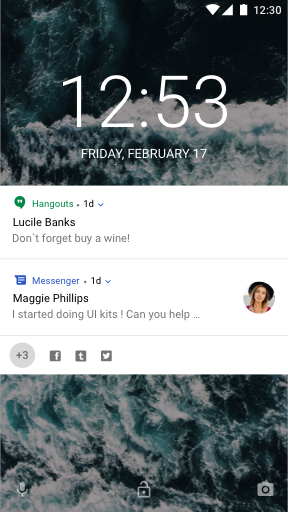 12:30
12:53
FRIDAY, FEBRUARY 17
Hangouts • 1d
Lucile Banks
Don`t forget buy a wine!
Messenger • 1d
Maggie Phillips
I started doing UI kits ! Can you help ...
+3